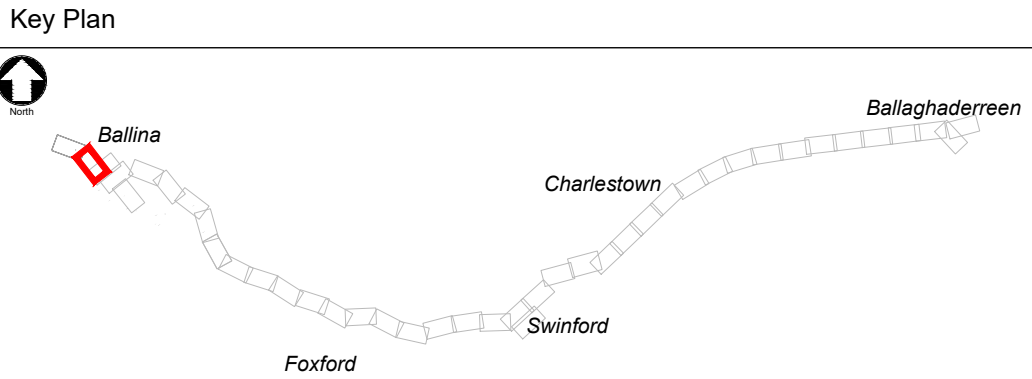 Key Plan
North
Ballina
Ballaghaderreen
Charlestown
Swinford
Foxford